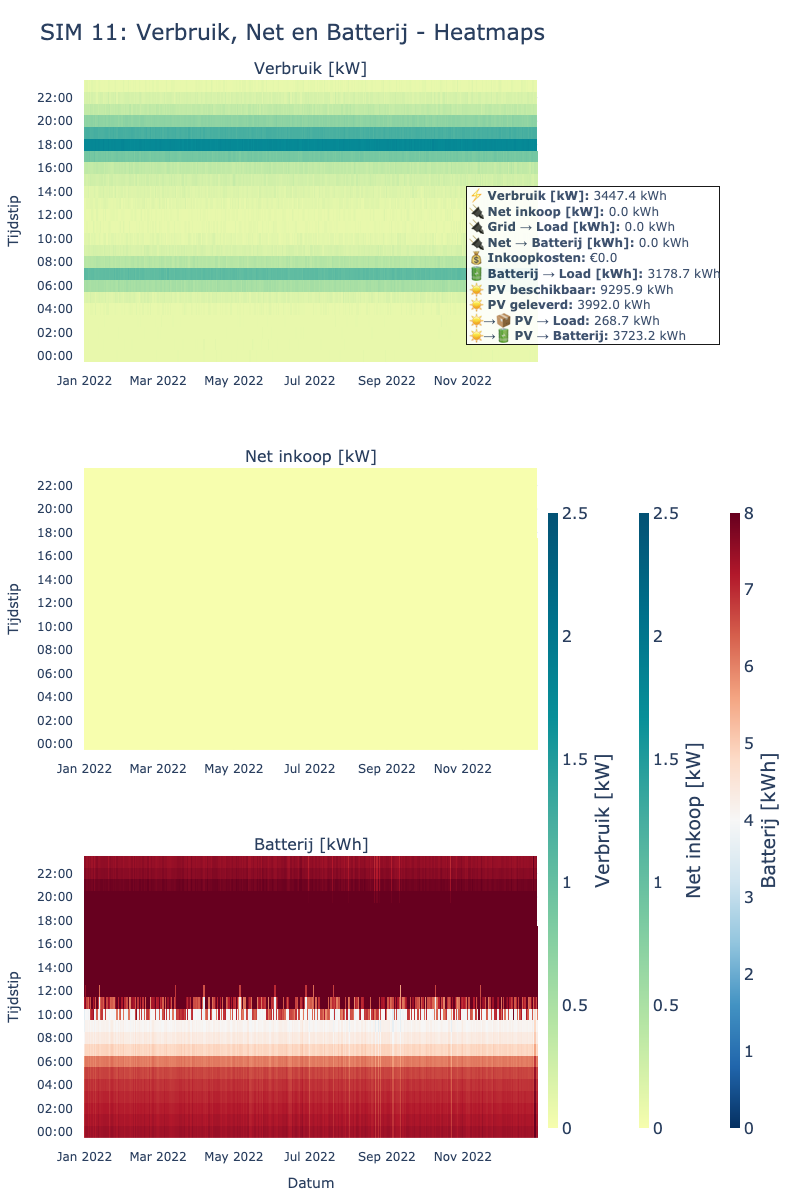 SIM 11: Verbruik, Net en Batterij - Heatmaps
Verbruik [kW]
22:00
20:00
18:00
16:00
14:00
12:00
10:00
08:00
06:00
04:00
02:00
00:00
Tijdstip
Jan 2022 Mar 2022 May 2022 Jul 2022 Sep 2022 Nov 2022
⚡ Verbruik [kW]: 3447.4 kWh
🔌 Net inkoop [kW]: 0.0 kWh
🔌 Grid → Load [kWh]: 0.0 kWh
🔌 Net → Batterij [kWh]: 0.0 kWh
💰 Inkoopkosten: €0.0
🔋 Batterij → Load [kWh]: 3178.7 kWh
☀️ PV beschikbaar: 9295.9 kWh
☀️ PV geleverd: 3992.0 kWh
☀️→📦 PV → Load: 268.7 kWh
☀️→🔋 PV → Batterij: 3723.2 kWh
Net inkoop [kW]
22:00
20:00
18:00
16:00
14:00
12:00
10:00
08:00
06:00
04:00
02:00
00:00
Tijdstip
Jan 2022 Mar 2022 May 2022 Jul 2022 Sep 2022 Nov 2022
Batterij [kWh]
22:00
20:00
18:00
16:00
14:00
12:00
10:00
08:00
06:00
04:00
02:00
00:00
Tijdstip
Jan 2022 Mar 2022 May 2022 Jul 2022 Sep 2022 Nov 2022
Datum
2.5
2
1.5
1
0.5
0
Verbruik [kW]
2.5
2
1.5
1
0.5
0
Net inkoop [kW]
8
7
6
5
4
3
2
1
0
Batterij [kWh]